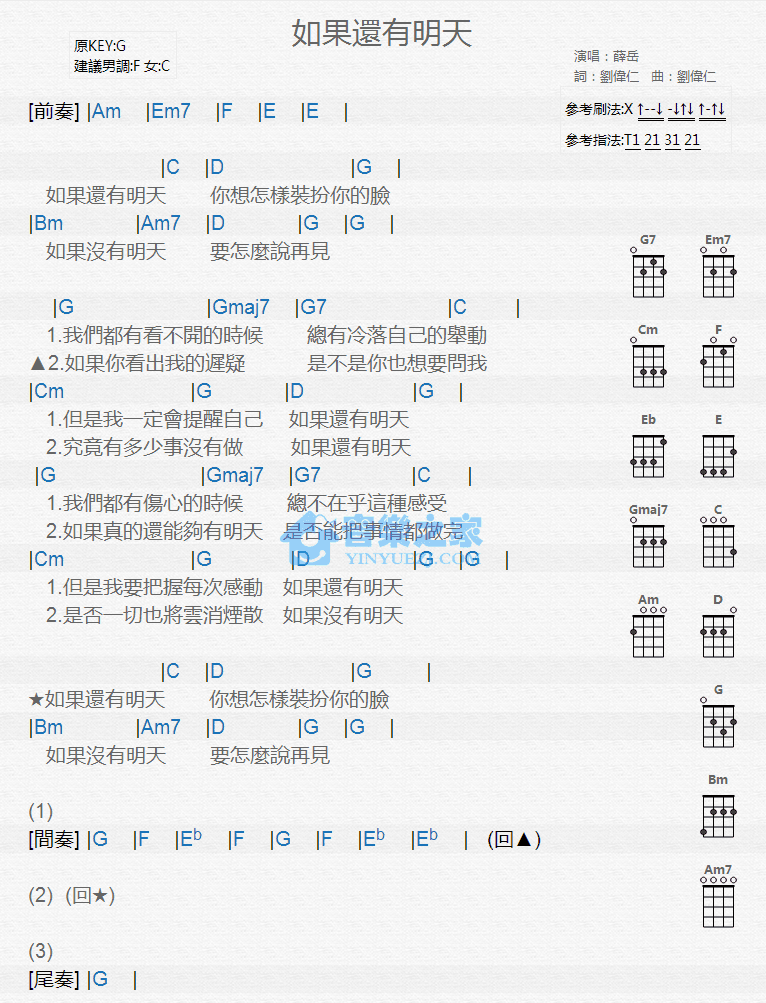 如果還有明天
原KEY:G
建議男調:F 女:C
演唱：薛岳
詞：劉偉仁　曲：劉偉仁
參考刷法:X ↑--↓ -↓↑↓ ↑-↑↓
參考指法:T1 21 31 21
[前奏] |Am |Em7 |F |E |E |
|C |D |G |
如果還有明天 你想怎樣裝扮你的臉
|Bm |Am7 |D |G |G |
如果沒有明天 要怎麼說再見
|G |Gmaj7 |G7 |C |
1.我們都有看不開的時候 總有冷落自己的舉動
▲2.如果你看出我的遲疑 是不是你也想要問我
|Cm |G |D |G |
1.但是我一定會提醒自己 如果還有明天
2.究竟有多少事沒有做 如果還有明天
|G |Gmaj7 |G7 |C |
1.我們都有傷心的時候 總不在乎這種感受
2.如果真的還能夠有明天 是否能把事情都做完
|Cm |G |D |G |G |
1.但是我要把握每次感動 如果還有明天
2.是否一切也將雲消煙散 如果沒有明天
|C |D |G |
★如果還有明天 你想怎樣裝扮你的臉
|Bm |Am7 |D |G |G |
如果沒有明天 要怎麼說再見
(1)
[間奏] |G |F |Eb |F |G |F |Eb |Eb | (回▲)
(2) (回★)
(3)
[尾奏] |G |
G7 Em7
Cm F
Eb E
Gmaj7 C
Am D
G
Bm
Am7
音樂之家
YINYUEZJ.COM